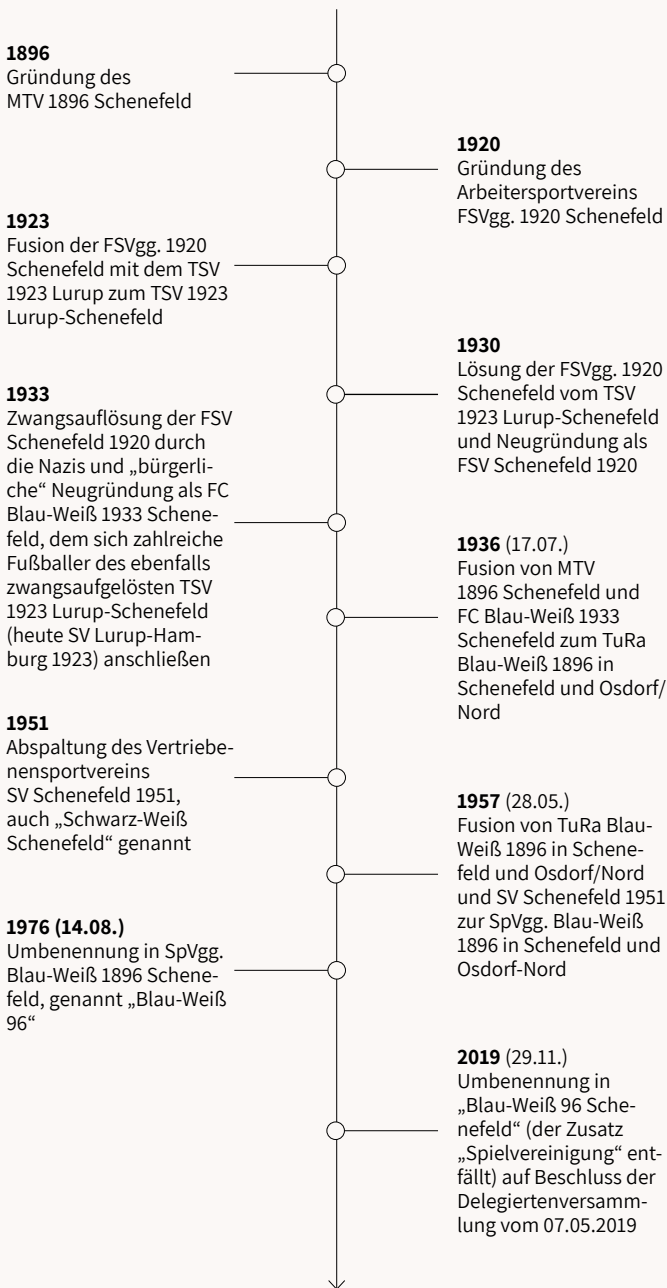 1896
Gründung des
MTV 1896 Schenefeld
1920
Gründung des
Arbeitersportvereins
FSVgg. 1920 Schenefeld
1923
Fusion der FSVgg. 1920
Schenefeld mit dem TSV
1923 Lurup zum TSV 1923
Lurup-Schenefeld
1930
Lösung der FSVgg. 1920
Schenefeld vom TSV
1923 Lurup-Schenefeld
und Neugründung als
FSV Schenefeld 1920
1933
Zwangsauflösung der FSV
Schenefeld 1920 durch
die Nazis und „bürgerli-
che“ Neugründung als FC
Blau-Weiß 1933 Schene-
feld, dem sich zahlreiche
Fußballer des ebenfalls
zwangsaufgelösten TSV
1923 Lurup-Schenefeld
(heute SV Lurup-Ham-
burg 1923) anschließen
1936 (17.07.)
Fusion von MTV
1896 Schenefeld und
FC Blau-Weiß 1933
Schenefeld zum TuRa
Blau-Weiß 1896 in
Schenefeld und Osdorf/
Nord
1951
Abspaltung des Vertriebe-
nensportvereins
SV Schenefeld 1951,
auch „Schwarz-Weiß
Schenefeld“ genannt
1957 (28.05.)
Fusion von TuRa Blau-
Weiß 1896 in Schene-
feld und Osdorf/Nord
und SV Schenefeld 1951
zur SpVgg. Blau-Weiß
1896 in Schenefeld und
Osdorf-Nord
1976 (14.08.)
Umbenennung in SpVgg.
Blau-Weiß 1896 Schene-
feld, genannt „Blau-Weiß
96“
2019 (29.11.)
Umbenennung in
„Blau-Weiß 96 Sche-
nefeld“ (der Zusatz
„Spielvereinigung“ ent-
fällt) auf Beschluss der
Delegiertenversamm-
lung vom 07.05.2019